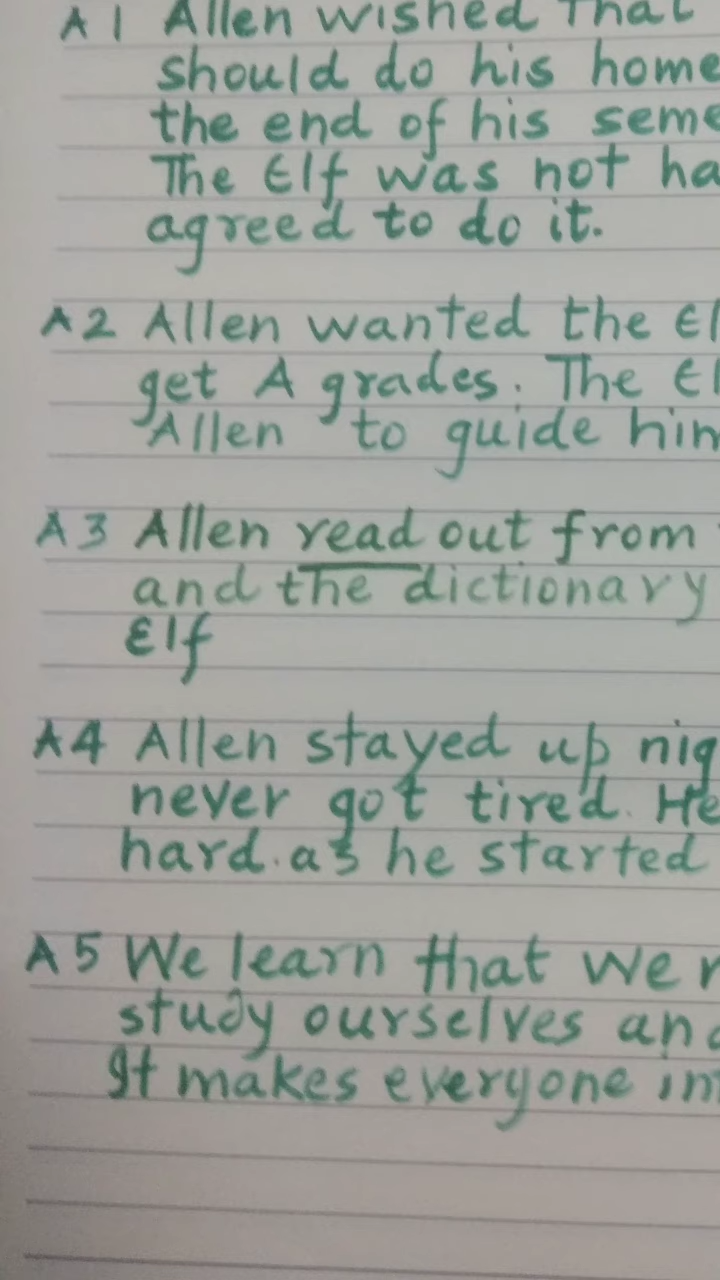 A1 Allen wished that
should do his home
the end of his seme
The Elf was not ha
agreed to do it.
A2 Allen wanted the El
get A grades. The El
Allen to guide him
A3 Allen read out from
and the dictionary
Elf
A4 Allen stayed up nig
never got tired. He
hard. as he started
A5 We learn that we
study ourselves and
It makes everyone in